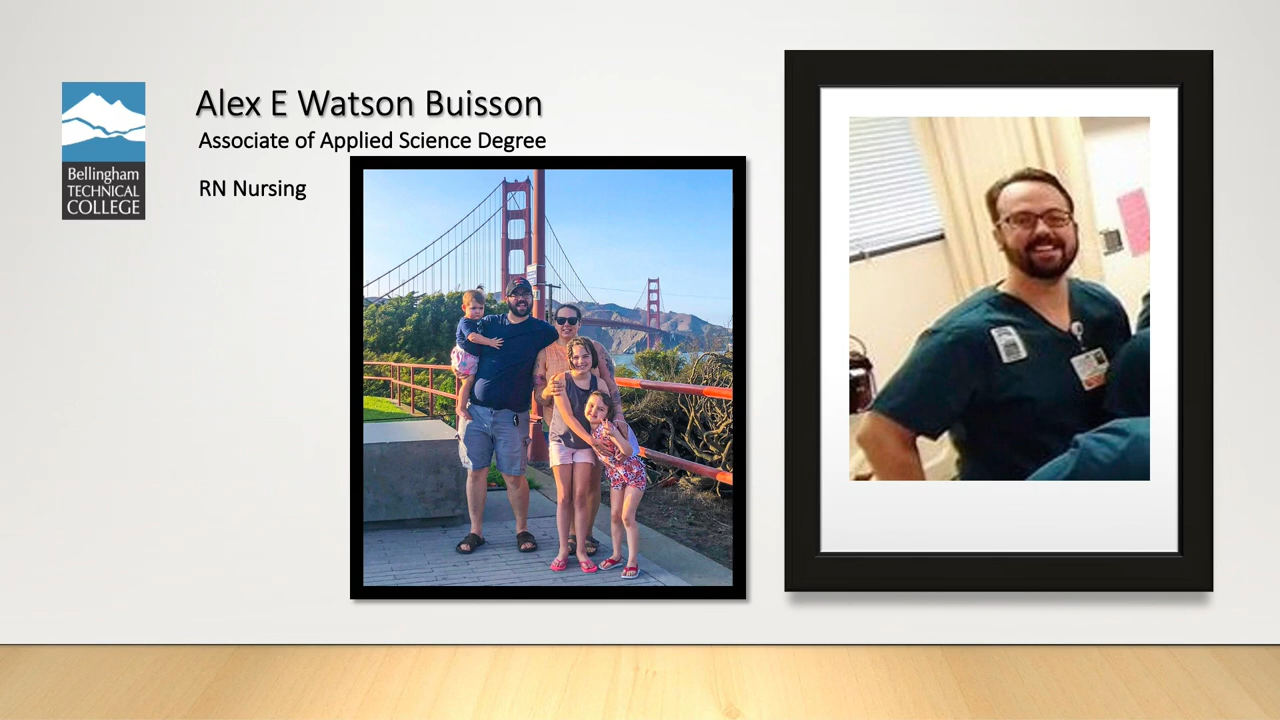 Alex E Watson Buisson
Associate of Applied Science Degree
RN Nursing
Bellingham
TECHNICAL
COLLEGE